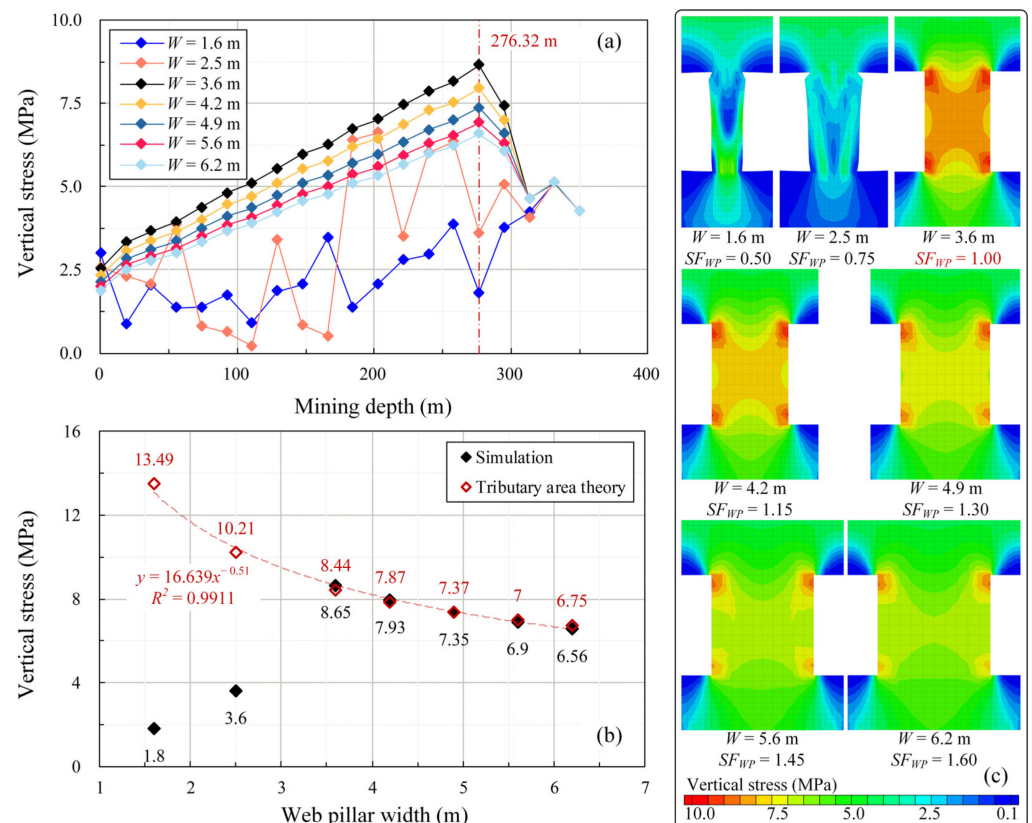 10.0
7.5
5.0
2.5
0.0
Vertical stress (MPa)
W = 1.6 m
W = 2.5 m
W = 3.6 m
W = 4.2 m
W = 4.9 m
W = 5.6 m
W = 6.2 m
276.32 m
(a)
0 100 200 300 400
Mining depth (m)
16
12
8
4
0
Vertical stress (MPa)
Simulation
Tributary area theory
13.49
10.21
8.44
7.87
7.37
7
6.75
y = 16.639x⁻⁰·⁵¹
R² = 0.9911
8.65
7.93
7.35
6.9
6.56
3.6
1.8
(b)
1 2 3 4 5 6 7
Web pillar width (m)
(c)
W = 1.6 m
SF_WP = 0.50
W = 2.5 m
SF_WP = 0.75
W = 3.6 m
SF_WP = 1.00
W = 4.2 m
SF_WP = 1.15
W = 4.9 m
SF_WP = 1.30
W = 5.6 m
SF_WP = 1.45
W = 6.2 m
SF_WP = 1.60
Vertical stress (MPa)
10.0 7.5 5.0 2.5 0.1